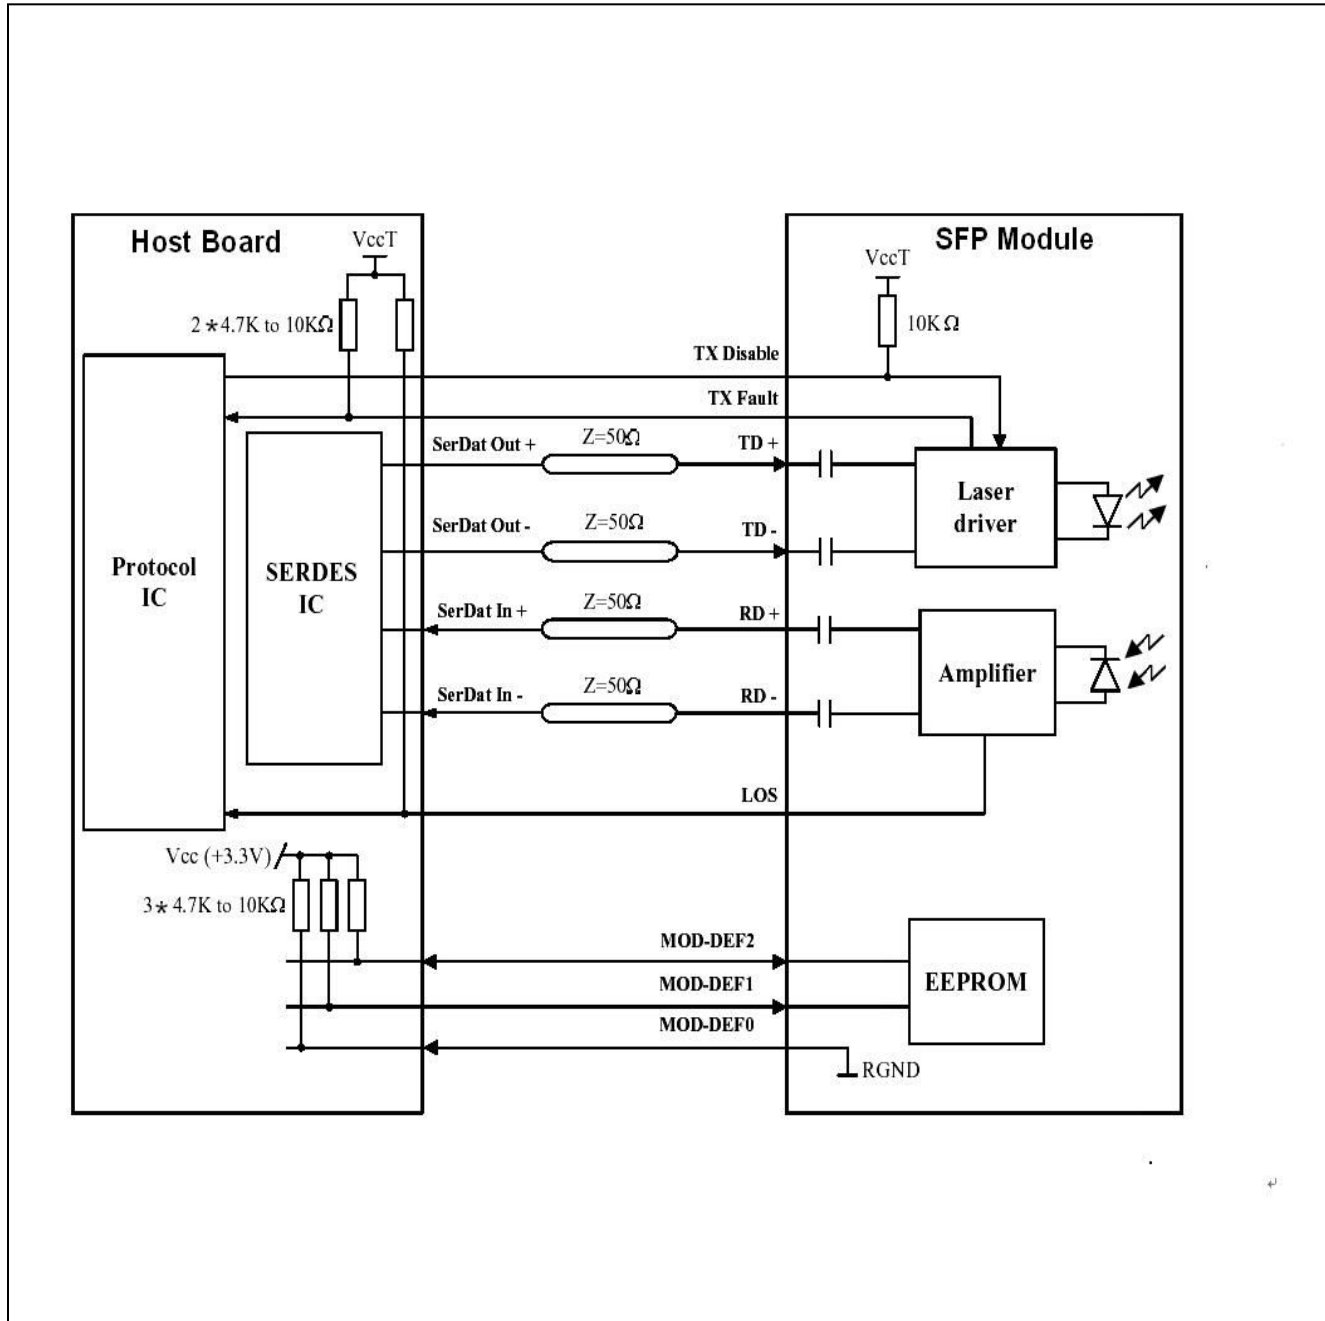 Host Board
VccT
2*4.7K to 10KΩ
SFP Module
VccT
10KΩ
TX Disable
TX Fault
SerDat Out +
Z=50Ω
TD +
SerDat Out -
Z=50Ω
TD -
Laser
driver
Protocol
IC
SERDES
IC
SerDat In +
Z=50Ω
RD +
SerDat In -
Z=50Ω
RD -
Amplifier
LOS
Vcc (+3.3V)
3*4.7K to 10KΩ
MOD-DEF2
MOD-DEF1
MOD-DEF0
EEPROM
RGND